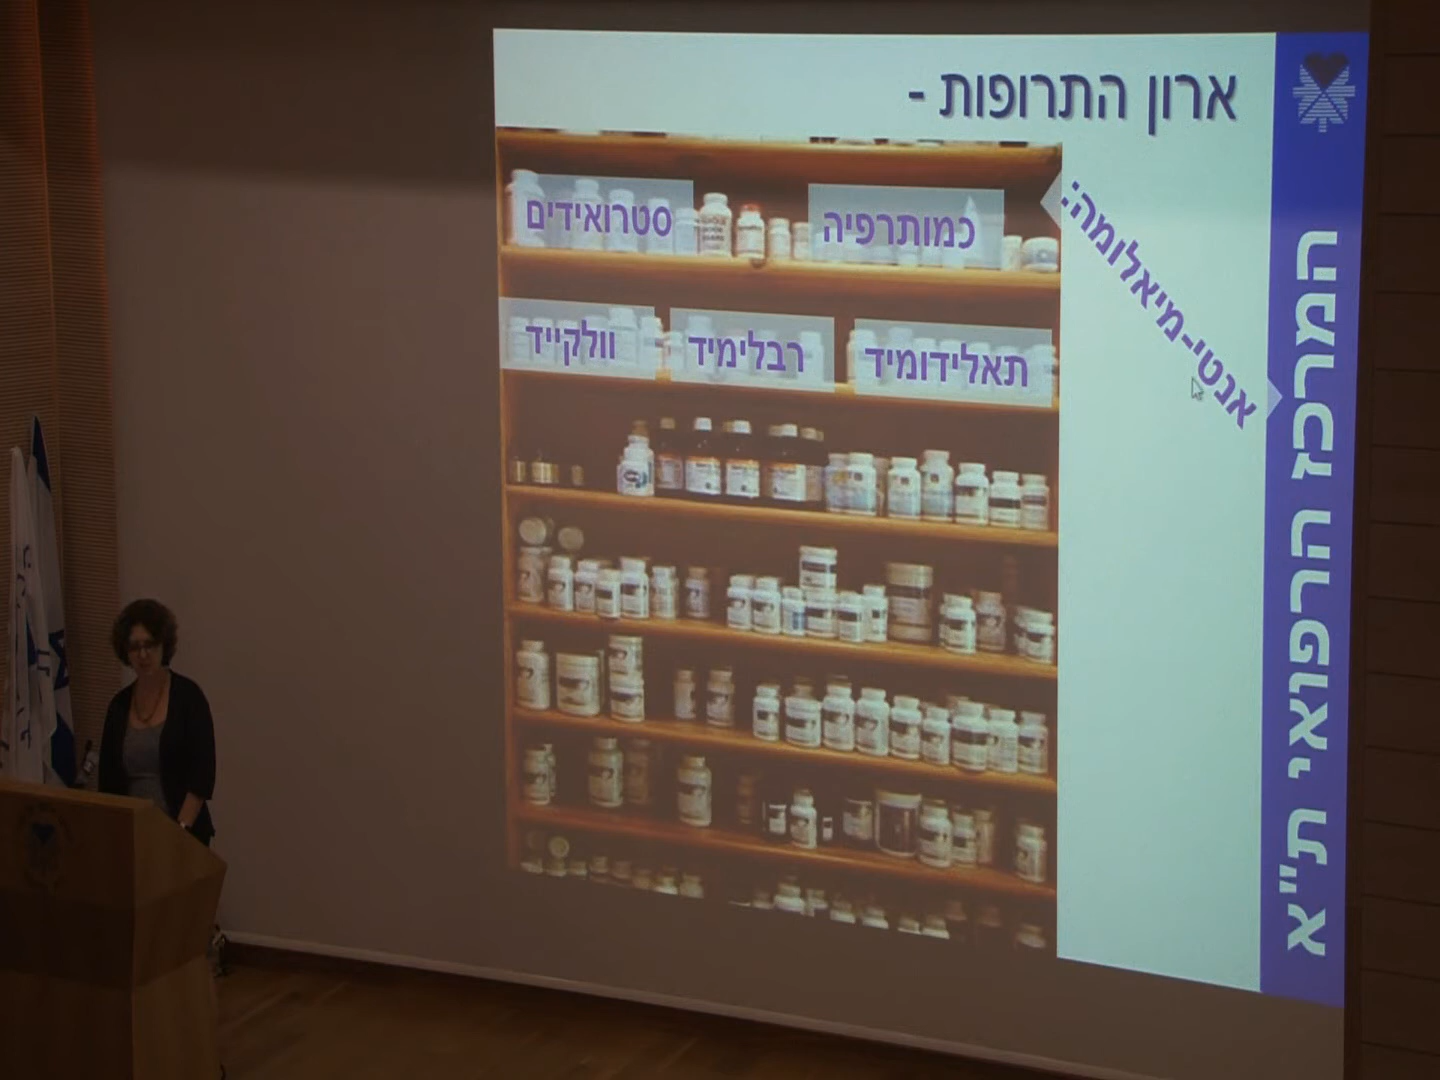 ארון התרופות -
אנטי-מיאלומה:
כמותרפיה
סטרואידים
תאלידומיד
רבלימיד
וולקייד
המרכז הרפואי ת"א